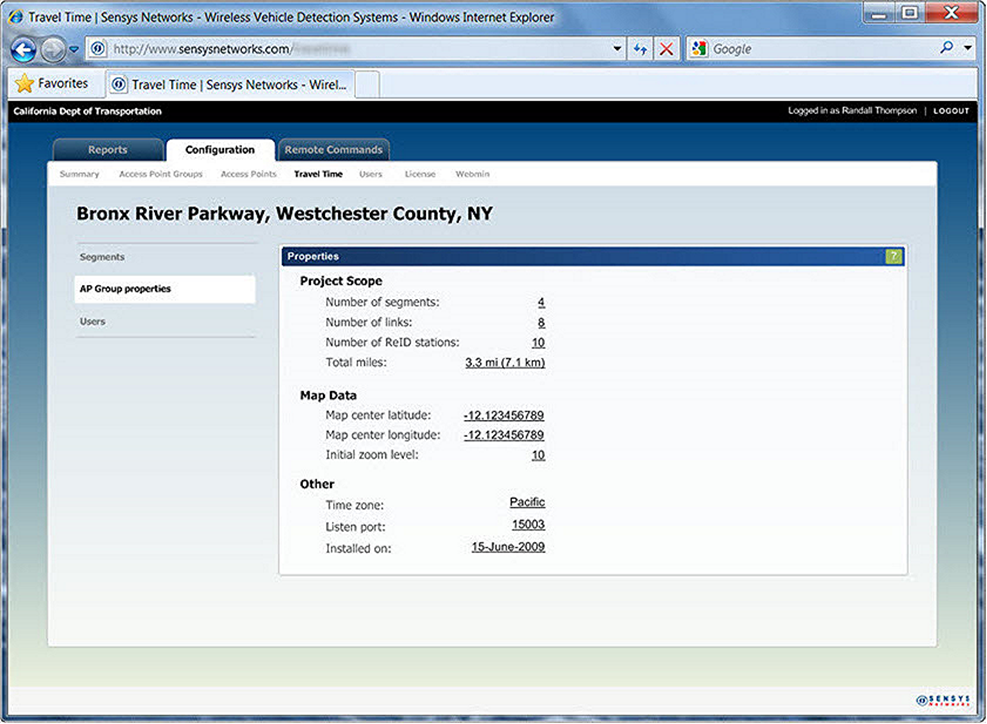 Travel Time | Sensys Networks - Wireless Vehicle Detection Systems - Windows Internet Explorer
http://www.sensysnetworks.com/
Google
Favorites
Travel Time | Sensys Networks - Wirel...
California Dept of Transportation
Logged in as Randall Thompson | LOGOUT
Reports Configuration Remote Commands
Summary Access Point Groups Access Points Travel Time Users License Webmin
Bronx River Parkway, Westchester County, NY
Segments
AP Group properties
Users
Properties ?
Project Scope
Number of segments: 4
Number of links: 8
Number of ReID stations: 10
Total miles: 3.3 mi (7.1 km)
Map Data
Map center latitude: -12.123456789
Map center longitude: -12.123456789
Initial zoom level: 10
Other
Time zone: Pacific
Listen port: 15003
Installed on: 15-June-2009
SENSYS
Networks